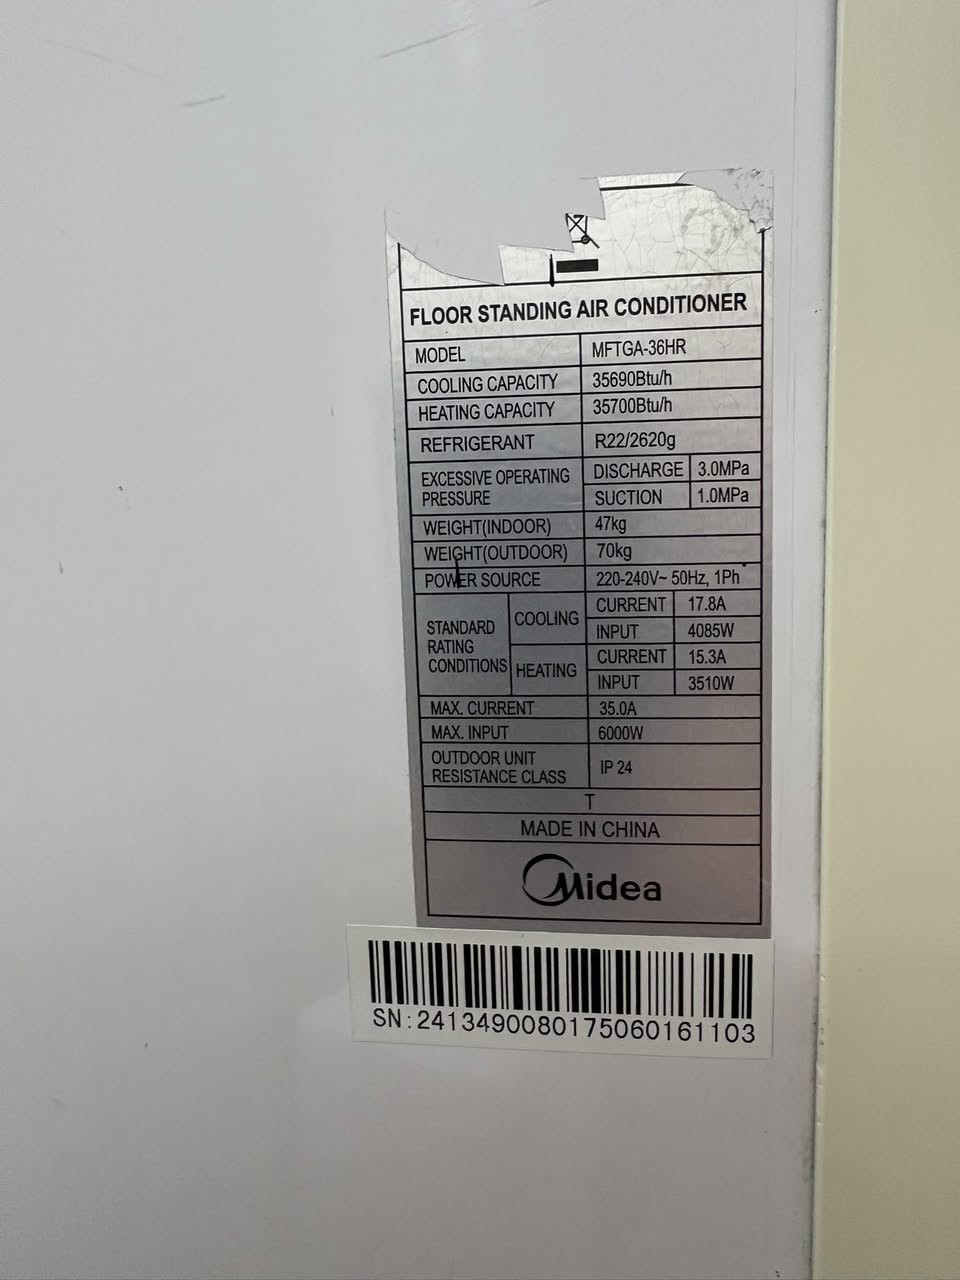 FLOOR STANDING AIR CONDITIONER
MODEL MFTGA-36HR
COOLING CAPACITY 35690Btu/h
HEATING CAPACITY 35700Btu/h
REFRIGERANT R22/2620g
EXCESSIVE OPERATING PRESSURE DISCHARGE 3.0MPa
SUCTION 1.0MPa
WEIGHT(INDOOR) 47kg
WEIGHT(OUTDOOR) 70kg
POWER SOURCE 220-240V~ 50Hz, 1Ph
STANDARD RATING CONDITIONS COOLING CURRENT 17.8A
INPUT 4085W
HEATING CURRENT 15.3A
INPUT 3510W
MAX. CURRENT 35.0A
MAX. INPUT 6000W
OUTDOOR UNIT RESISTANCE CLASS IP 24
T
MADE IN CHINA
Midea
SN:2413490080175060161103